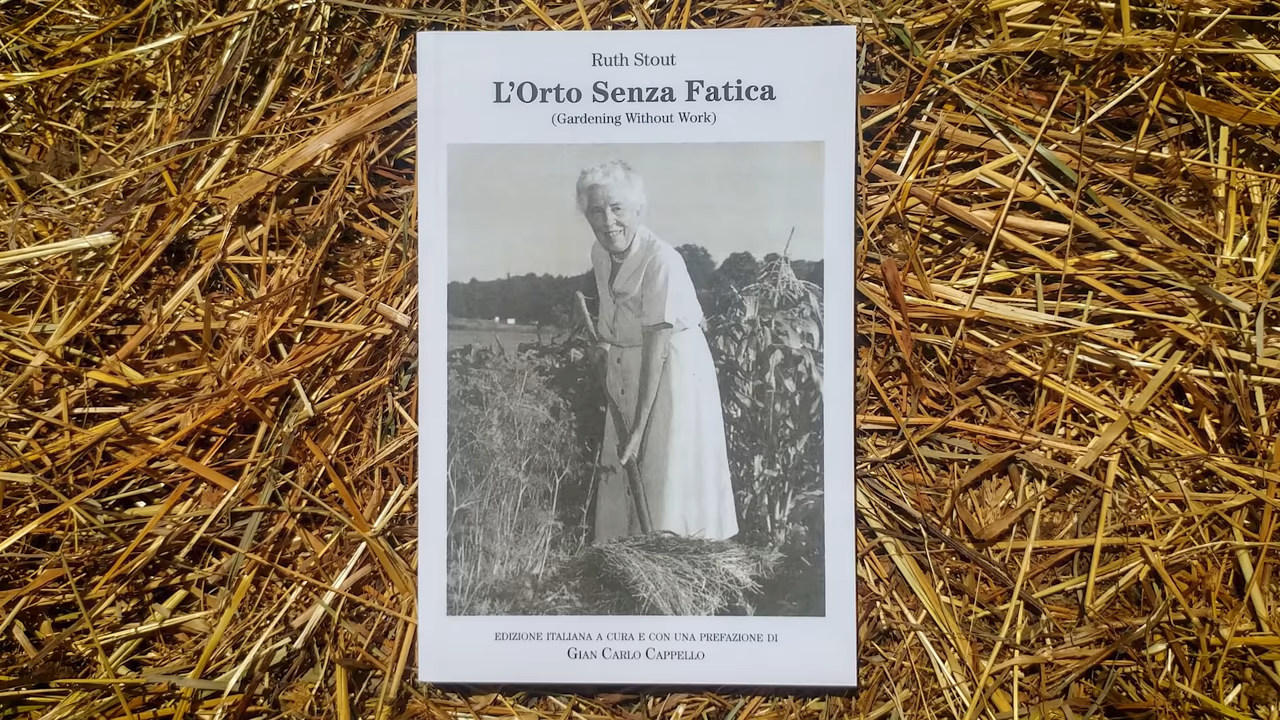 Ruth Stout
L’Orto Senza Fatica
(Gardening Without Work)
EDIZIONE ITALIANA A CURA E CON UNA PREFAZIONE DI
GIAN CARLO CAPPELLO